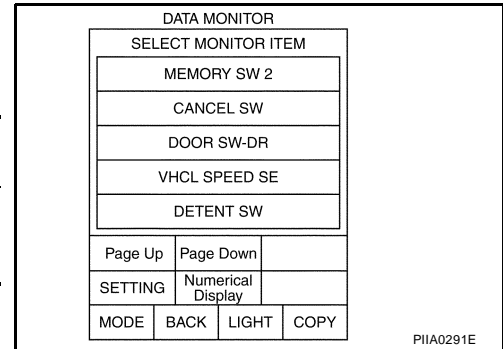 DATA MONITOR
SELECT MONITOR ITEM
MEMORY SW 2
CANCEL SW
DOOR SW-DR
VHCL SPEED SE
DETENT SW
Page Up Page Down
SETTING Numerical
Display
MODE BACK LIGHT COPY
PIIA0291E